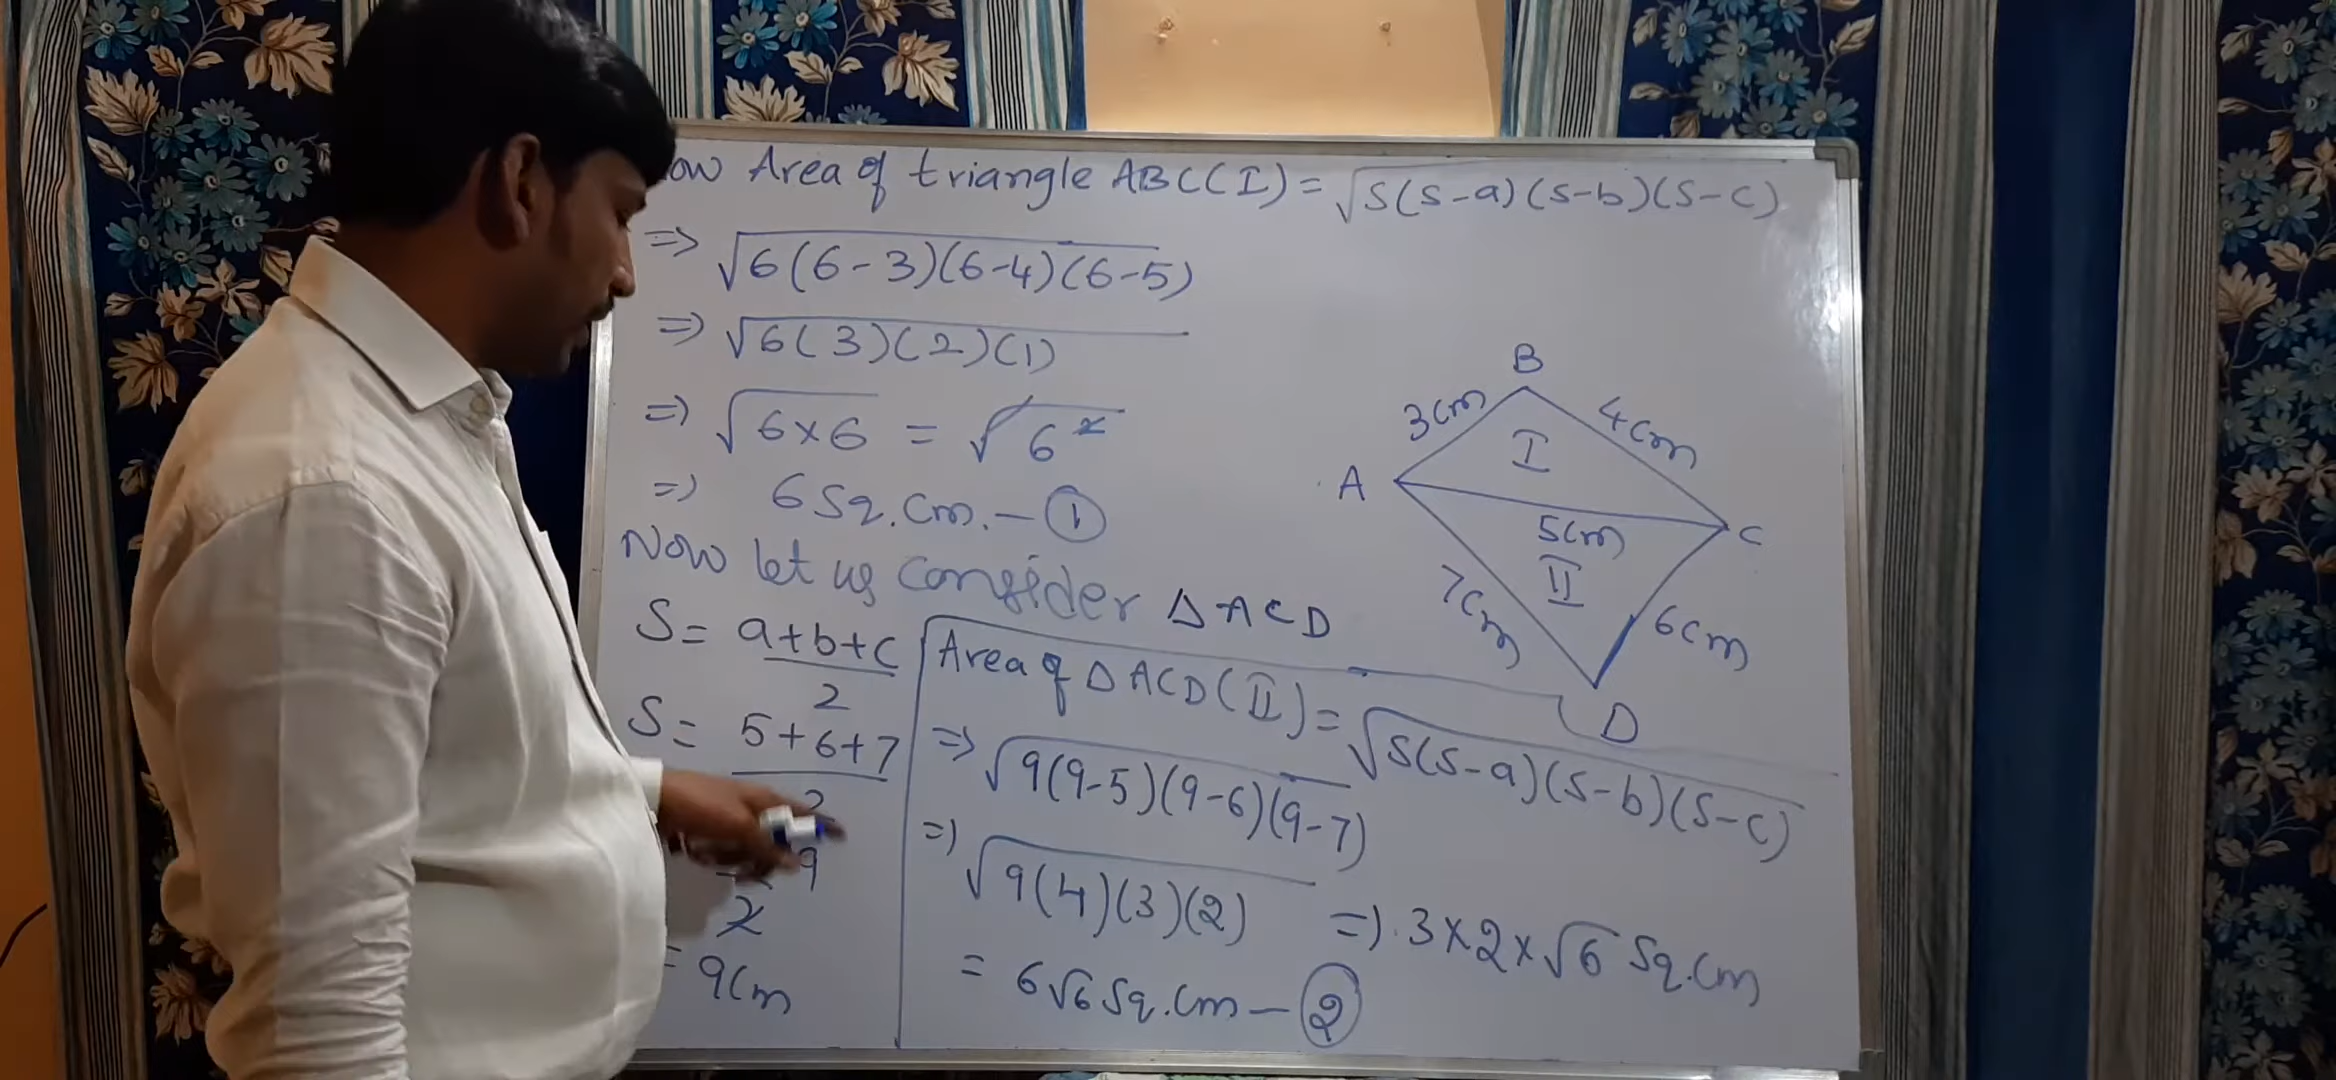 ow Area of triangle ABC(I) = √S(S-a)(S-b)(S-c)
⇒ √6(6-3)(6-4)(6-5)
⇒ √6(3)(2)(1)
⇒ √6×6 = √6²
⇒ 6 Sq.cm. — ①
Now let us consider Δ ACD
S = a+b+c
2
S = 5+6+7
2
9
2
= 9cm
Area of Δ ACD(II) = √S(S-a)(S-b)(S-c)
⇒ √9(9-5)(9-6)(9-7)
⇒ √9(4)(3)(2) ⇒ 3×2×√6 Sq.cm
= 6√6 Sq.cm — ②
B
3cm
4cm
I
A
5cm
C
II
7cm
6cm
D